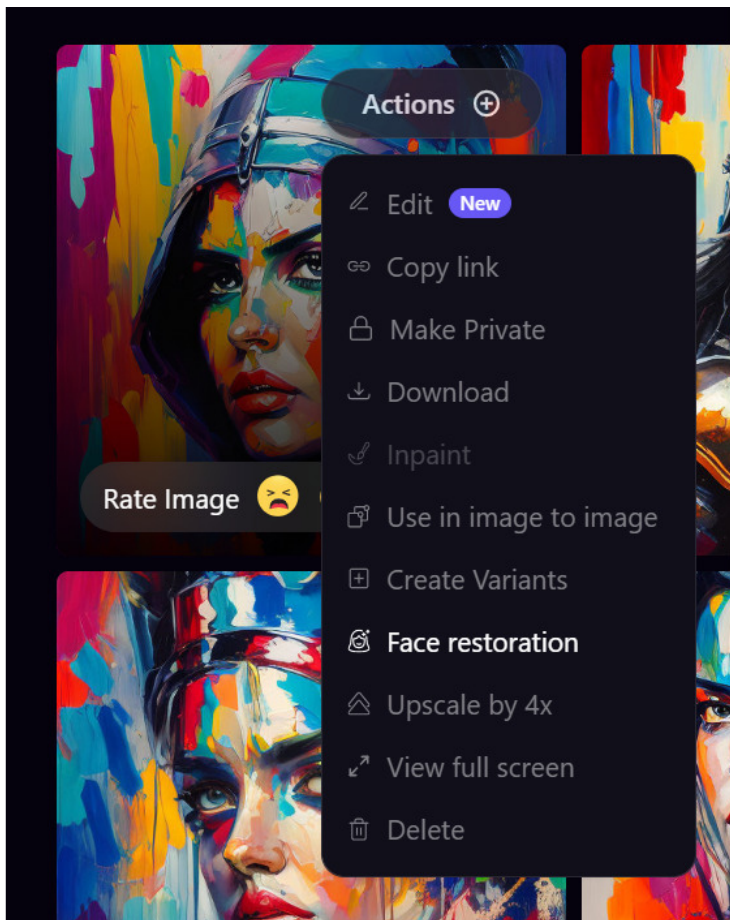 Actions
Edit New
Copy link
Make Private
Download
Inpaint
Rate Image
Use in image to image
Create Variants
Face restoration
Upscale by 4x
View full screen
Delete